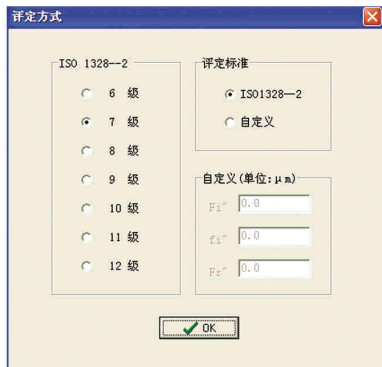 评定方式
ISO 1328--2
6 级
7 级
8 级
9 级
10 级
11 级
12 级
评定标准
ISO1328--2
自定义
自定义(单位:μm)
Fi″ 0.0
fi″ 0.0
Fr″ 0.0
OK